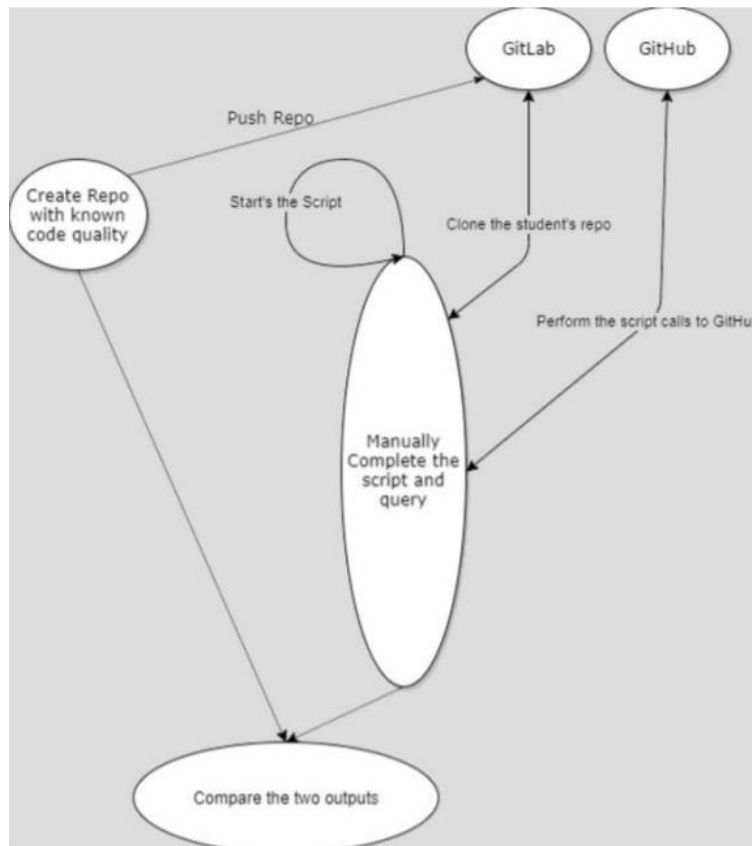 GitLab
GitHub
Push Repo
Create Repo
with known
code quality
Start's the Script
Clone the student's repo
Perform the script calls to GitHu
Manually
Complete the
script and
query
Compare the two outputs